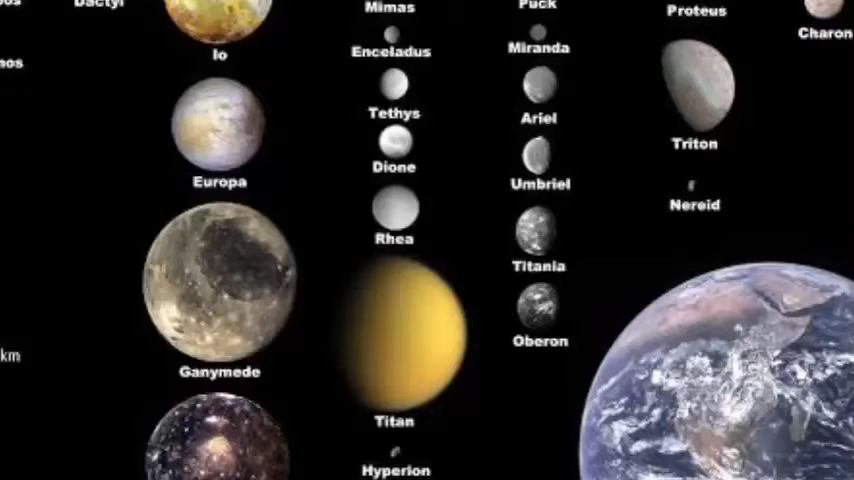 Dactyl
Io
Europa
Ganymede
km
Mimas
Enceladus
Tethys
Dione
Rhea
Titan
Hyperion
Puck
Miranda
Ariel
Umbriel
Titania
Oberon
Proteus
Triton
Nereid
Charon